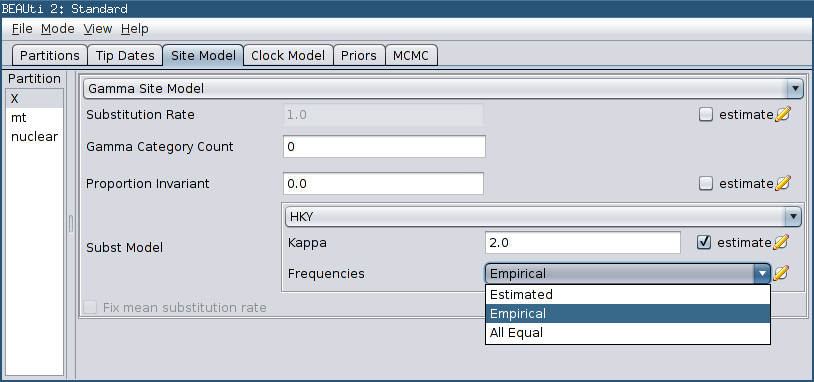 BEAUti 2: Standard
File Mode View Help
Partitions Tip Dates Site Model Clock Model Priors MCMC
Partition
X
mt
nuclear
Gamma Site Model
Substitution Rate 1.0 estimate
Gamma Category Count 0
Proportion Invariant 0.0 estimate
HKY
Subst Model
Kappa 2.0 estimate
Frequencies Empirical
Estimated
Empirical
All Equal
Fix mean substitution rate